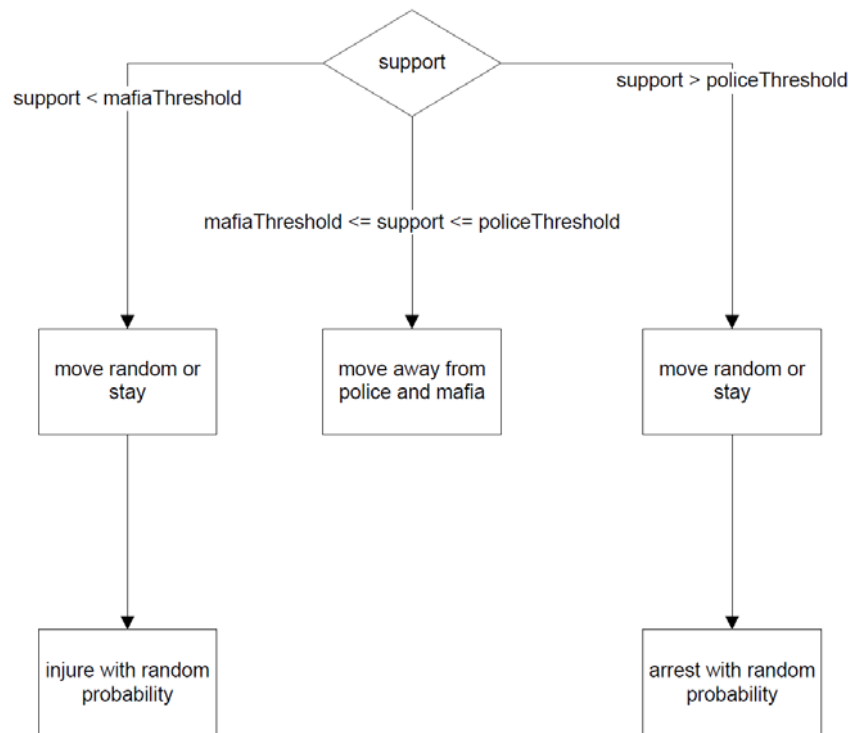 support
support < mafiaThreshold
support > policeThreshold
mafiaThreshold <= support <= policeThreshold
move random or
stay
move away from
police and mafia
move random or
stay
injure with random
probability
arrest with random
probability